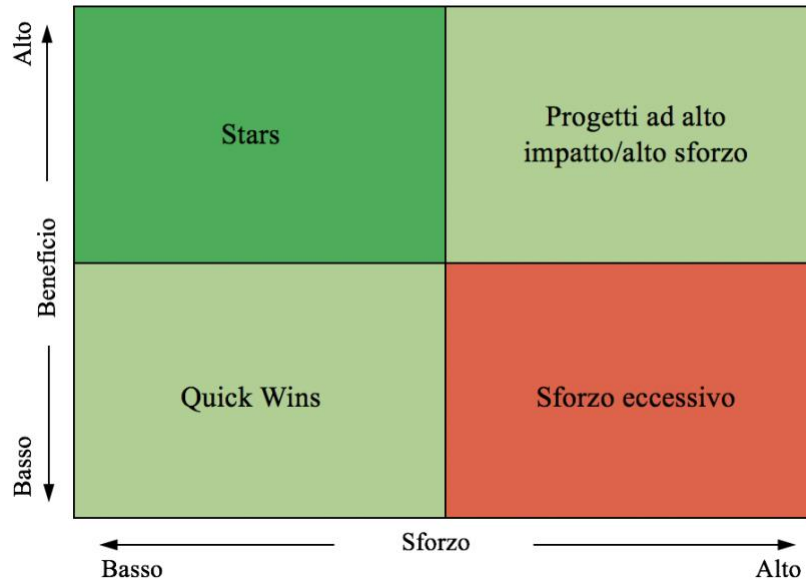 Alto
Stars
Progetti ad alto
impatto/alto sforzo
Beneficio
Quick Wins
Sforzo eccessivo
Basso
Sforzo
Basso
Alto